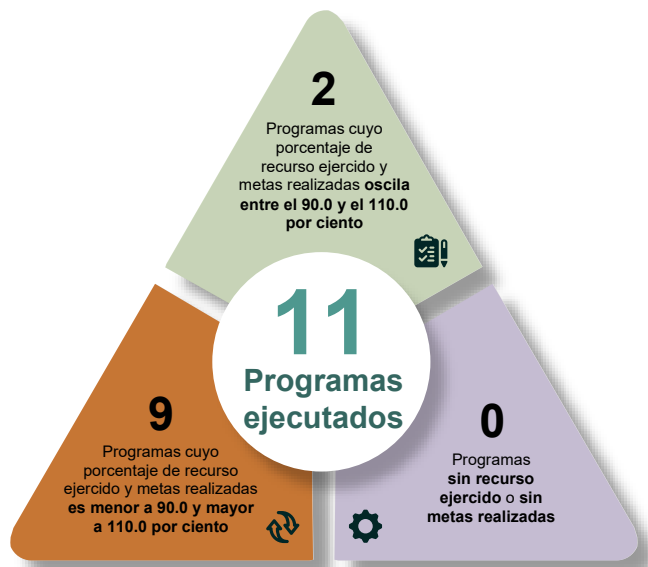 2
Programas cuyo
porcentaje de
recurso ejercido y
metas realizadas oscila
entre el 90.0 y el 110.0
por ciento
11
Programas
ejecutados
9
Programas cuyo
porcentaje de recurso
ejercido y metas realizadas
es menor a 90.0 y mayor
a 110.0 por ciento
0
Programas
sin recurso
ejercido o sin
metas realizadas